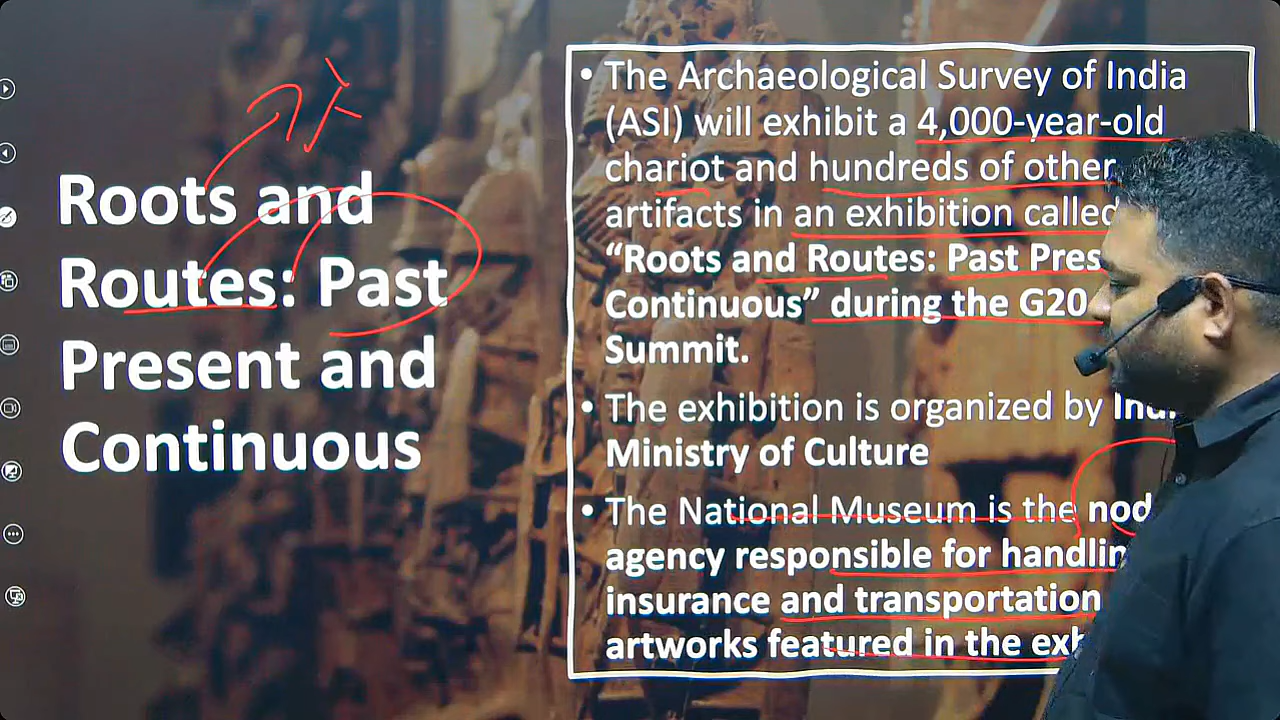 Roots and
Routes: Past
Present and
Continuous
• The Archaeological Survey of India
(ASI) will exhibit a 4,000-year-old
chariot and hundreds of other
artifacts in an exhibition called
“Roots and Routes: Past Pres
Continuous” during the G20
Summit.
• The exhibition is organized by
Ministry of Culture
• The National Museum is the nod
agency responsible for handlin
insurance and transportation
artworks featured in the exh